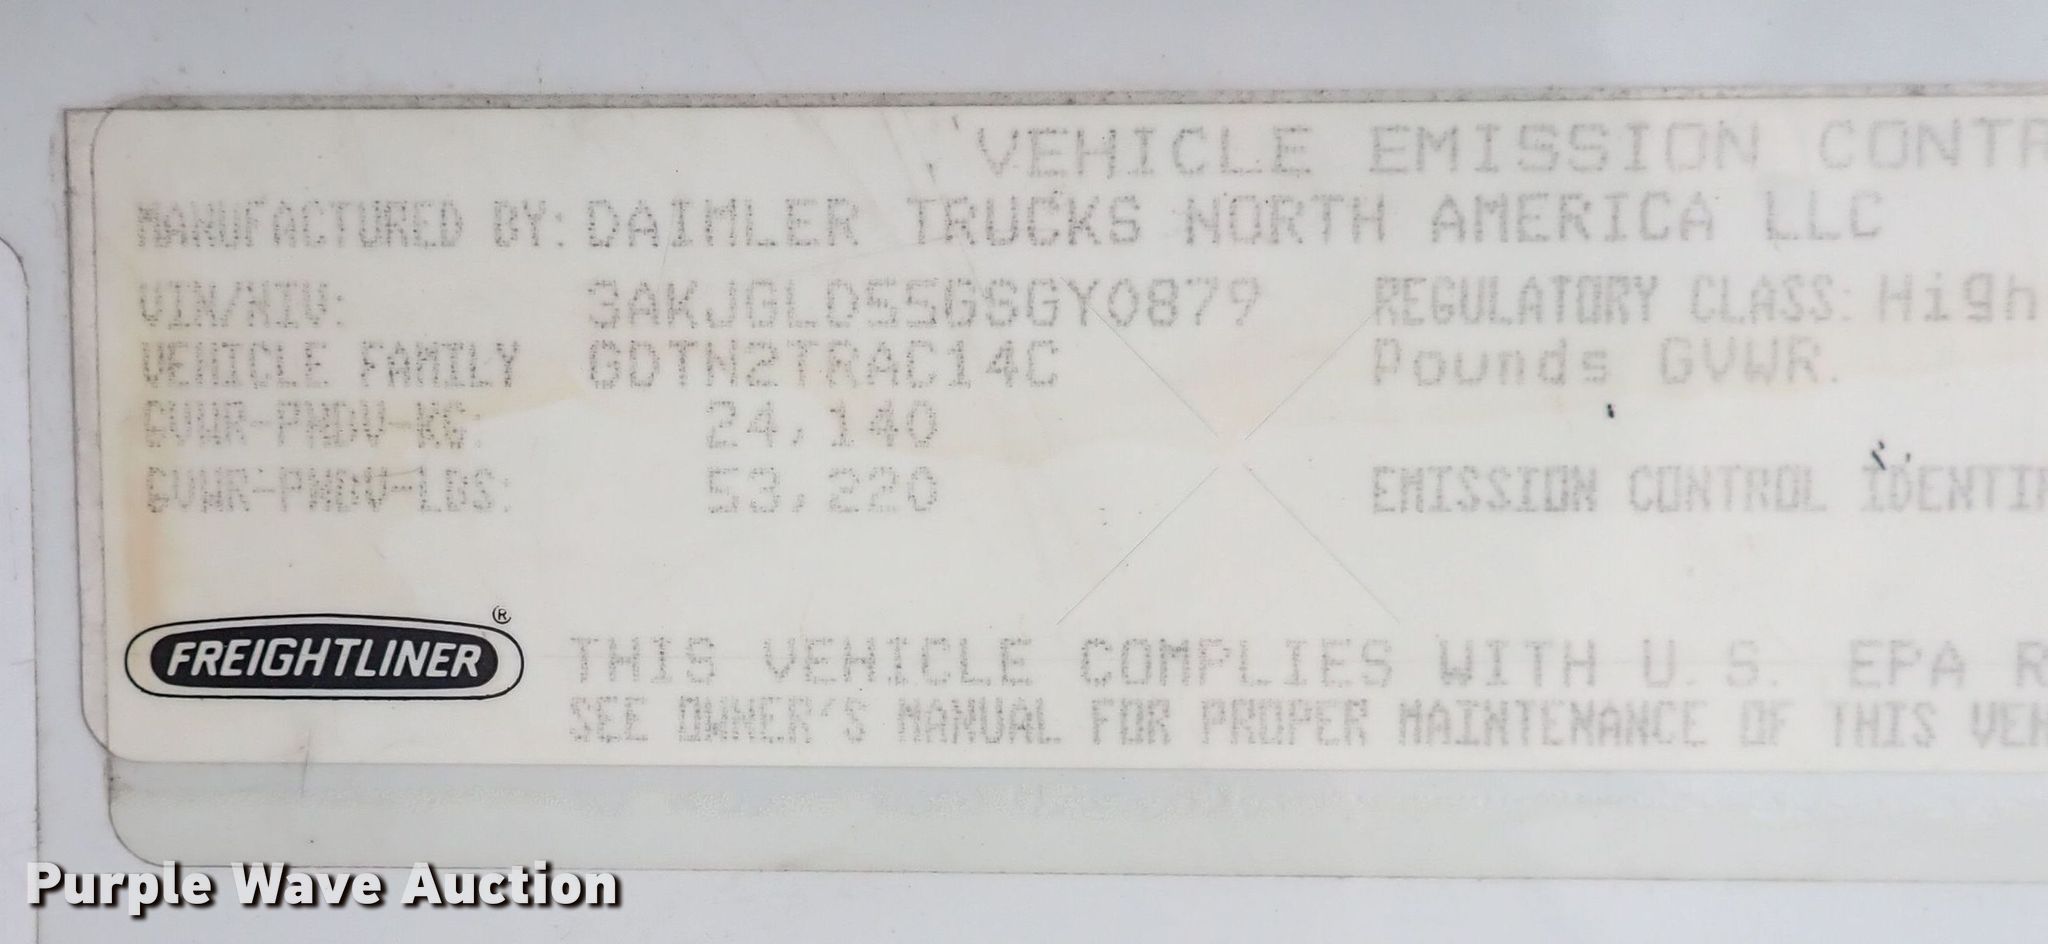 VEHICLE EMISSION CONTR
MANUFACTURED BY: DAIMLER TRUCKS NORTH AMERICA LLC
VIN/NIV: 3AKJGLD55GSGY0879 REGULATORY CLASS: High
VEHICLE FAMILY GDTN2TRAC14C Pounds GVWR.
GVWR-PNBV-KG: 24,140
GVWR-PNBV-LBS: 53,220 EMISSION CONTROL IDENTIF
FREIGHTLINER®
THIS VEHICLE COMPLIES WITH U.S. EPA R
SEE OWNER'S MANUAL FOR PROPER MAINTENANCE OF THIS VEH
Purple Wave Auction